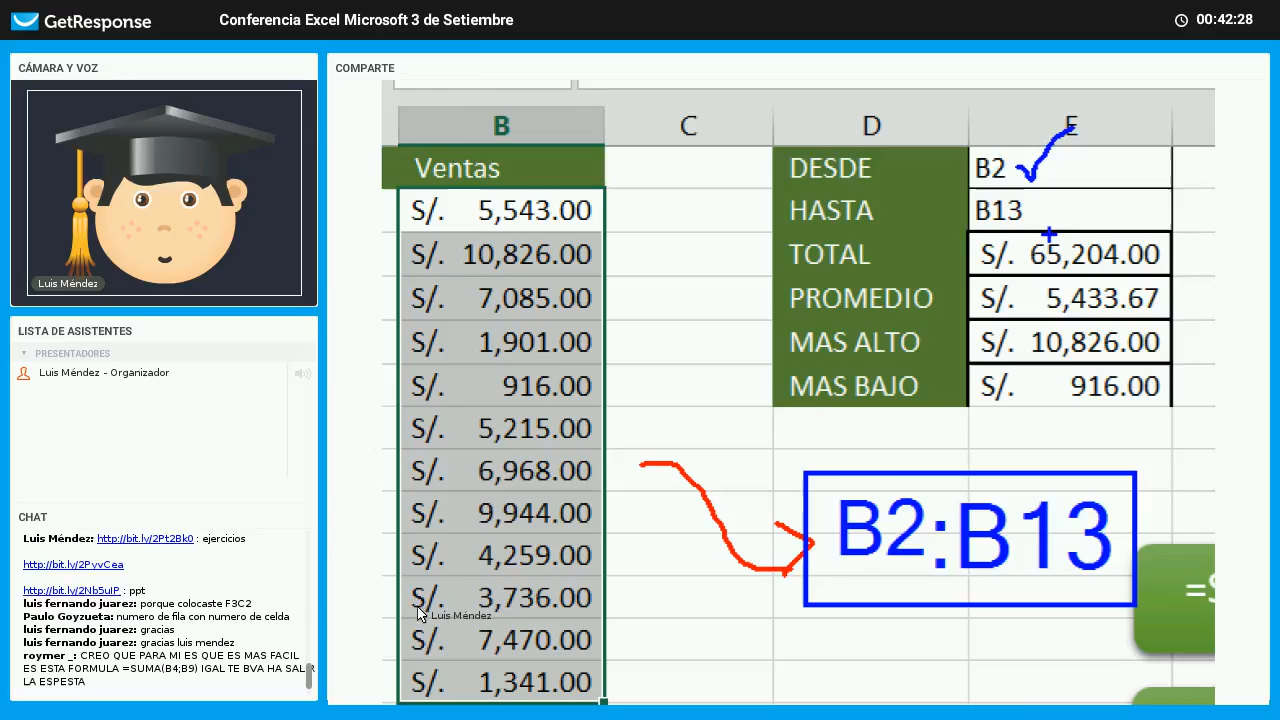 GetResponse
Conferencia Excel Microsoft 3 de Setiembre
00:42:28
CÁMARA Y VOZ
Luis Méndez
LISTA DE ASISTENTES
PRESENTADORES
Luis Méndez - Organizador
CHAT
Luis Méndez: http://bit.ly/2Pt2Bk0 : ejercicios
http://bit.ly/2PyvCea
http://bit.ly/2Nb5uIP : ppt
luis fernando juarez: porque colocaste F3C2
Paulo Goyzueta: numero de fila con numero de celda
luis fernando juarez: gracias
luis fernando juarez: gracias luis mendez
roymer _: CREO QUE PARA MI ES QUE ES MAS FACIL
ES ESTA FORMULA =SUMA(B4;B9) IGAL TE BVA HA SALIR
LA ESPESTA
COMPARTE
B C D E
Ventas
S/. 5,543.00
S/. 10,826.00
S/. 7,085.00
S/. 1,901.00
S/. 916.00
S/. 5,215.00
S/. 6,968.00
S/. 9,944.00
S/. 4,259.00
S/. 3,736.00
Luis Méndez
S/. 7,470.00
S/. 1,341.00
DESDE B2
HASTA B13
TOTAL S/. 65,204.00
PROMEDIO S/. 5,433.67
MAS ALTO S/. 10,826.00
MAS BAJO S/. 916.00
B2:B13